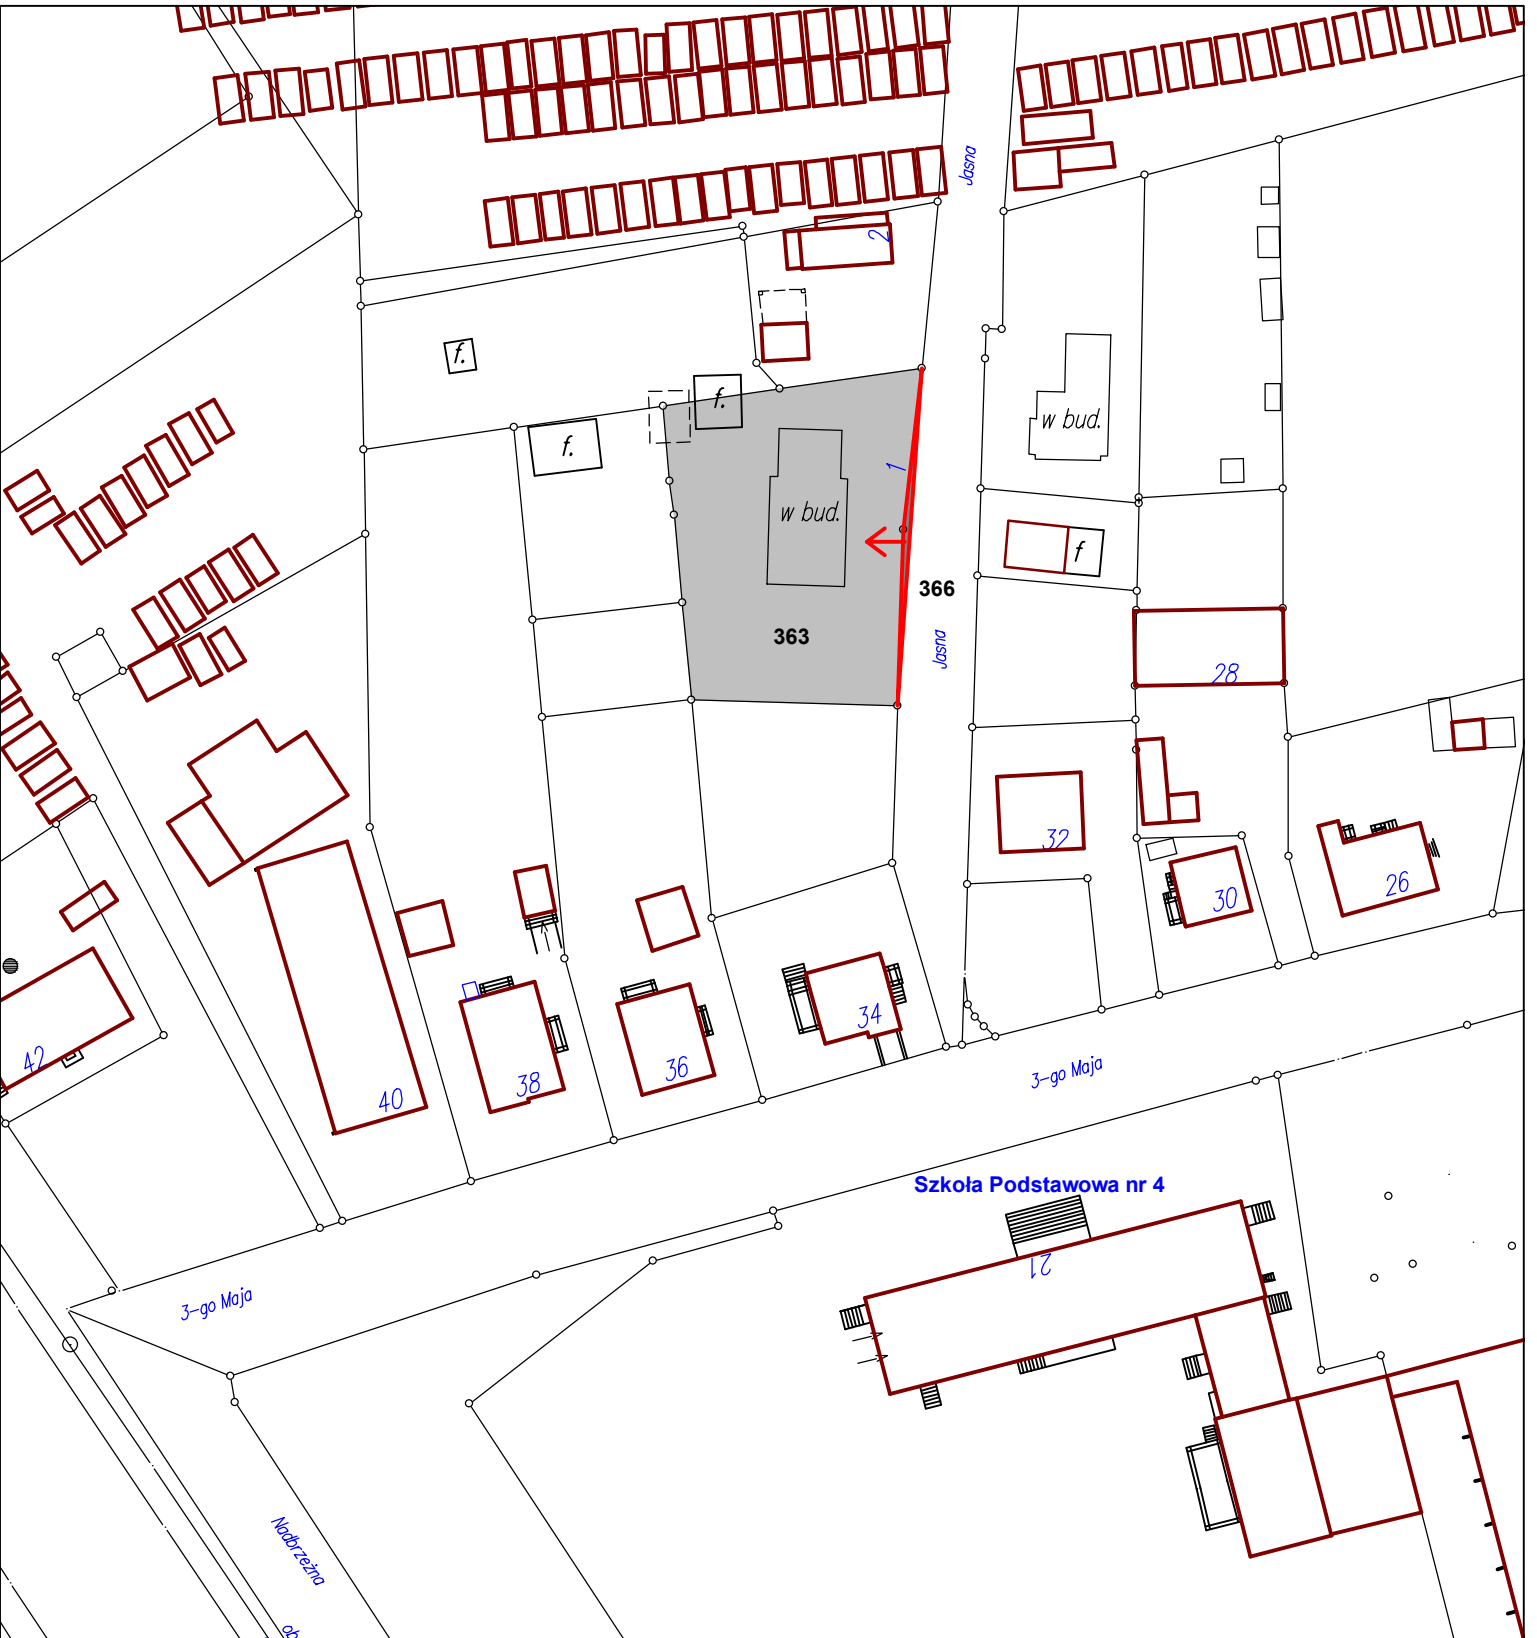 Jasna
2
f.
f.
w bud.
f.
1
w bud.
f
366
363
Jasna
28
32
30
26
34
36
38
40
42
3-go Maja
Szkoła Podstawowa nr 4
21
3-go Maja
Nadbrzeżna
ob